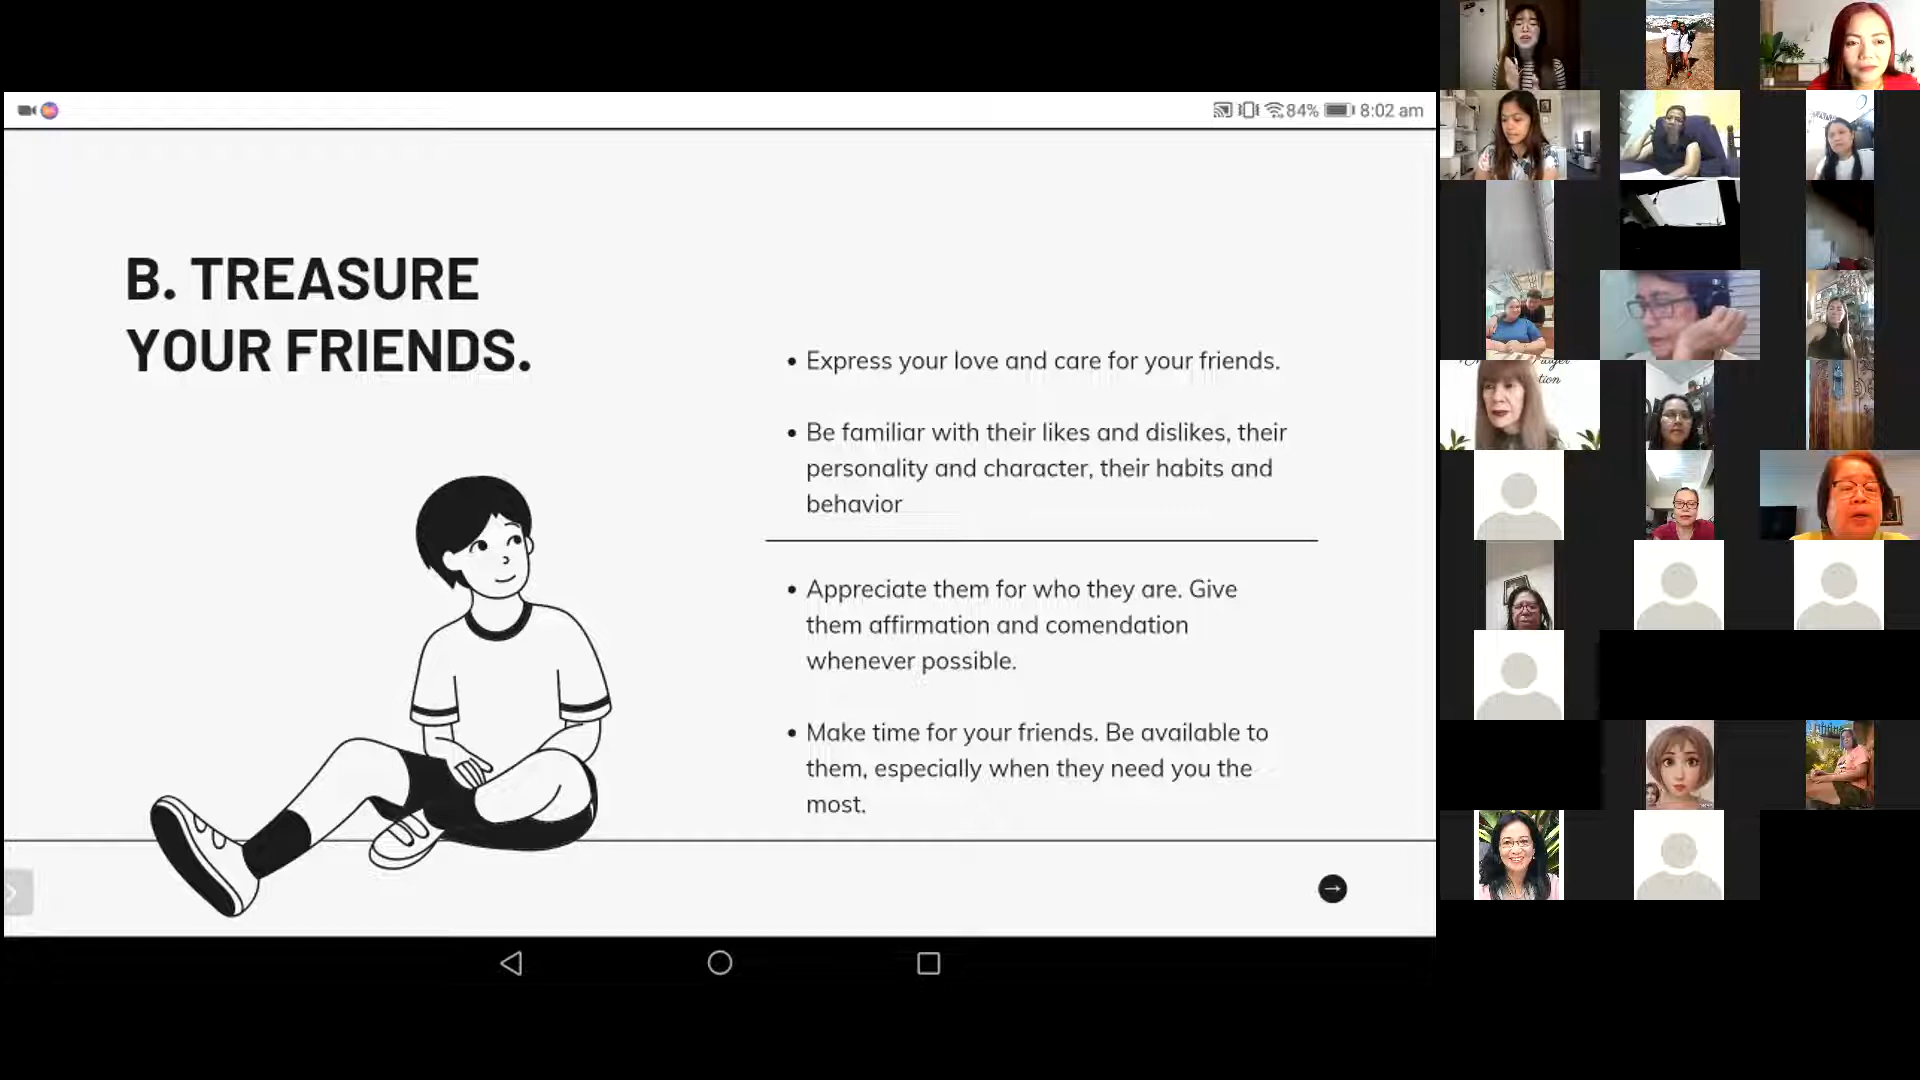 84% 8:02 am
B. TREASURE
YOUR FRIENDS.
• Express your love and care for your friends.
• Be familiar with their likes and dislikes, their
personality and character, their habits and
behavior
• Appreciate them for who they are. Give
them affirmation and comendation
whenever possible.
• Make time for your friends. Be available to
them, especially when they need you the
most.